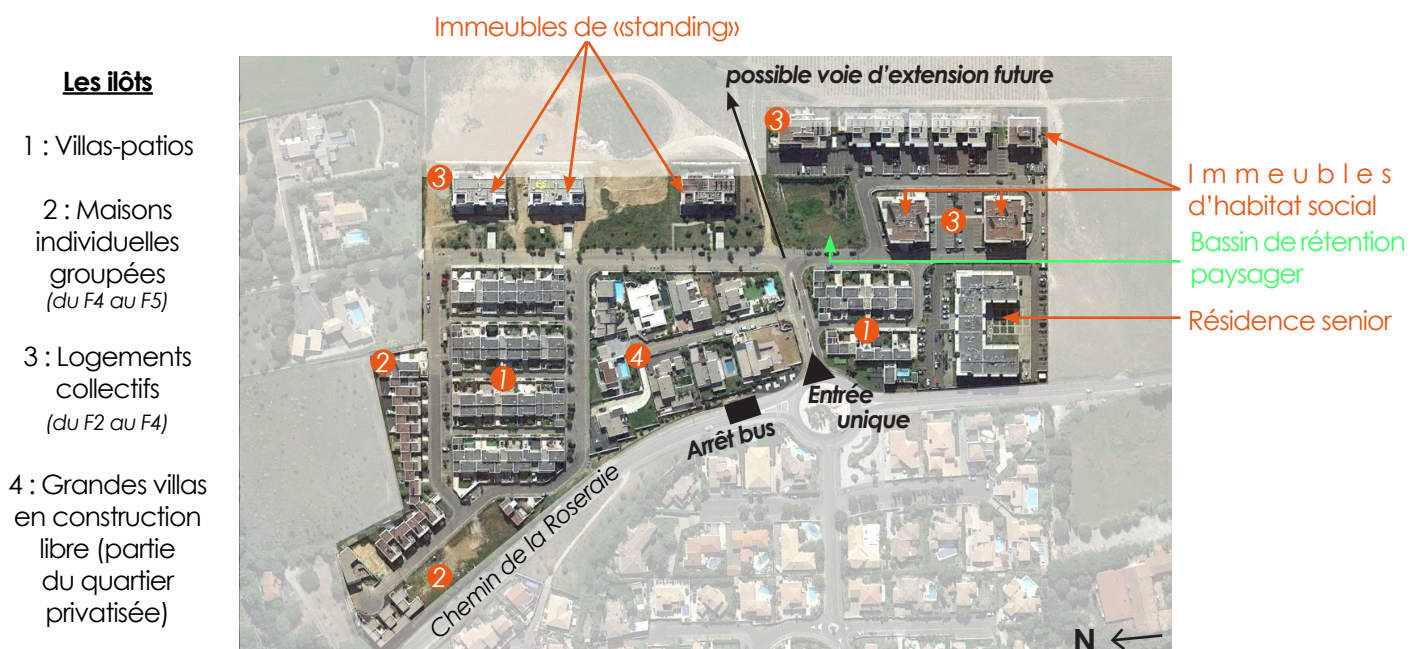 Immeubles de «standing»
Les ilôts
1 : Villas-patios
2 : Maisons
individuelles
groupées
(du F4 au F5)
3 : Logements
collectifs
(du F2 au F4)
4 : Grandes villas
en construction
libre (partie
du quartier
privatisée)
possible voie d'extension future
3
3
3
1
1
4
2
2
Entrée
unique
Arrêt bus
Chemin de la Roseraie
N
Immeubles
d'habitat social
Bassin de rétention
paysager
Résidence senior